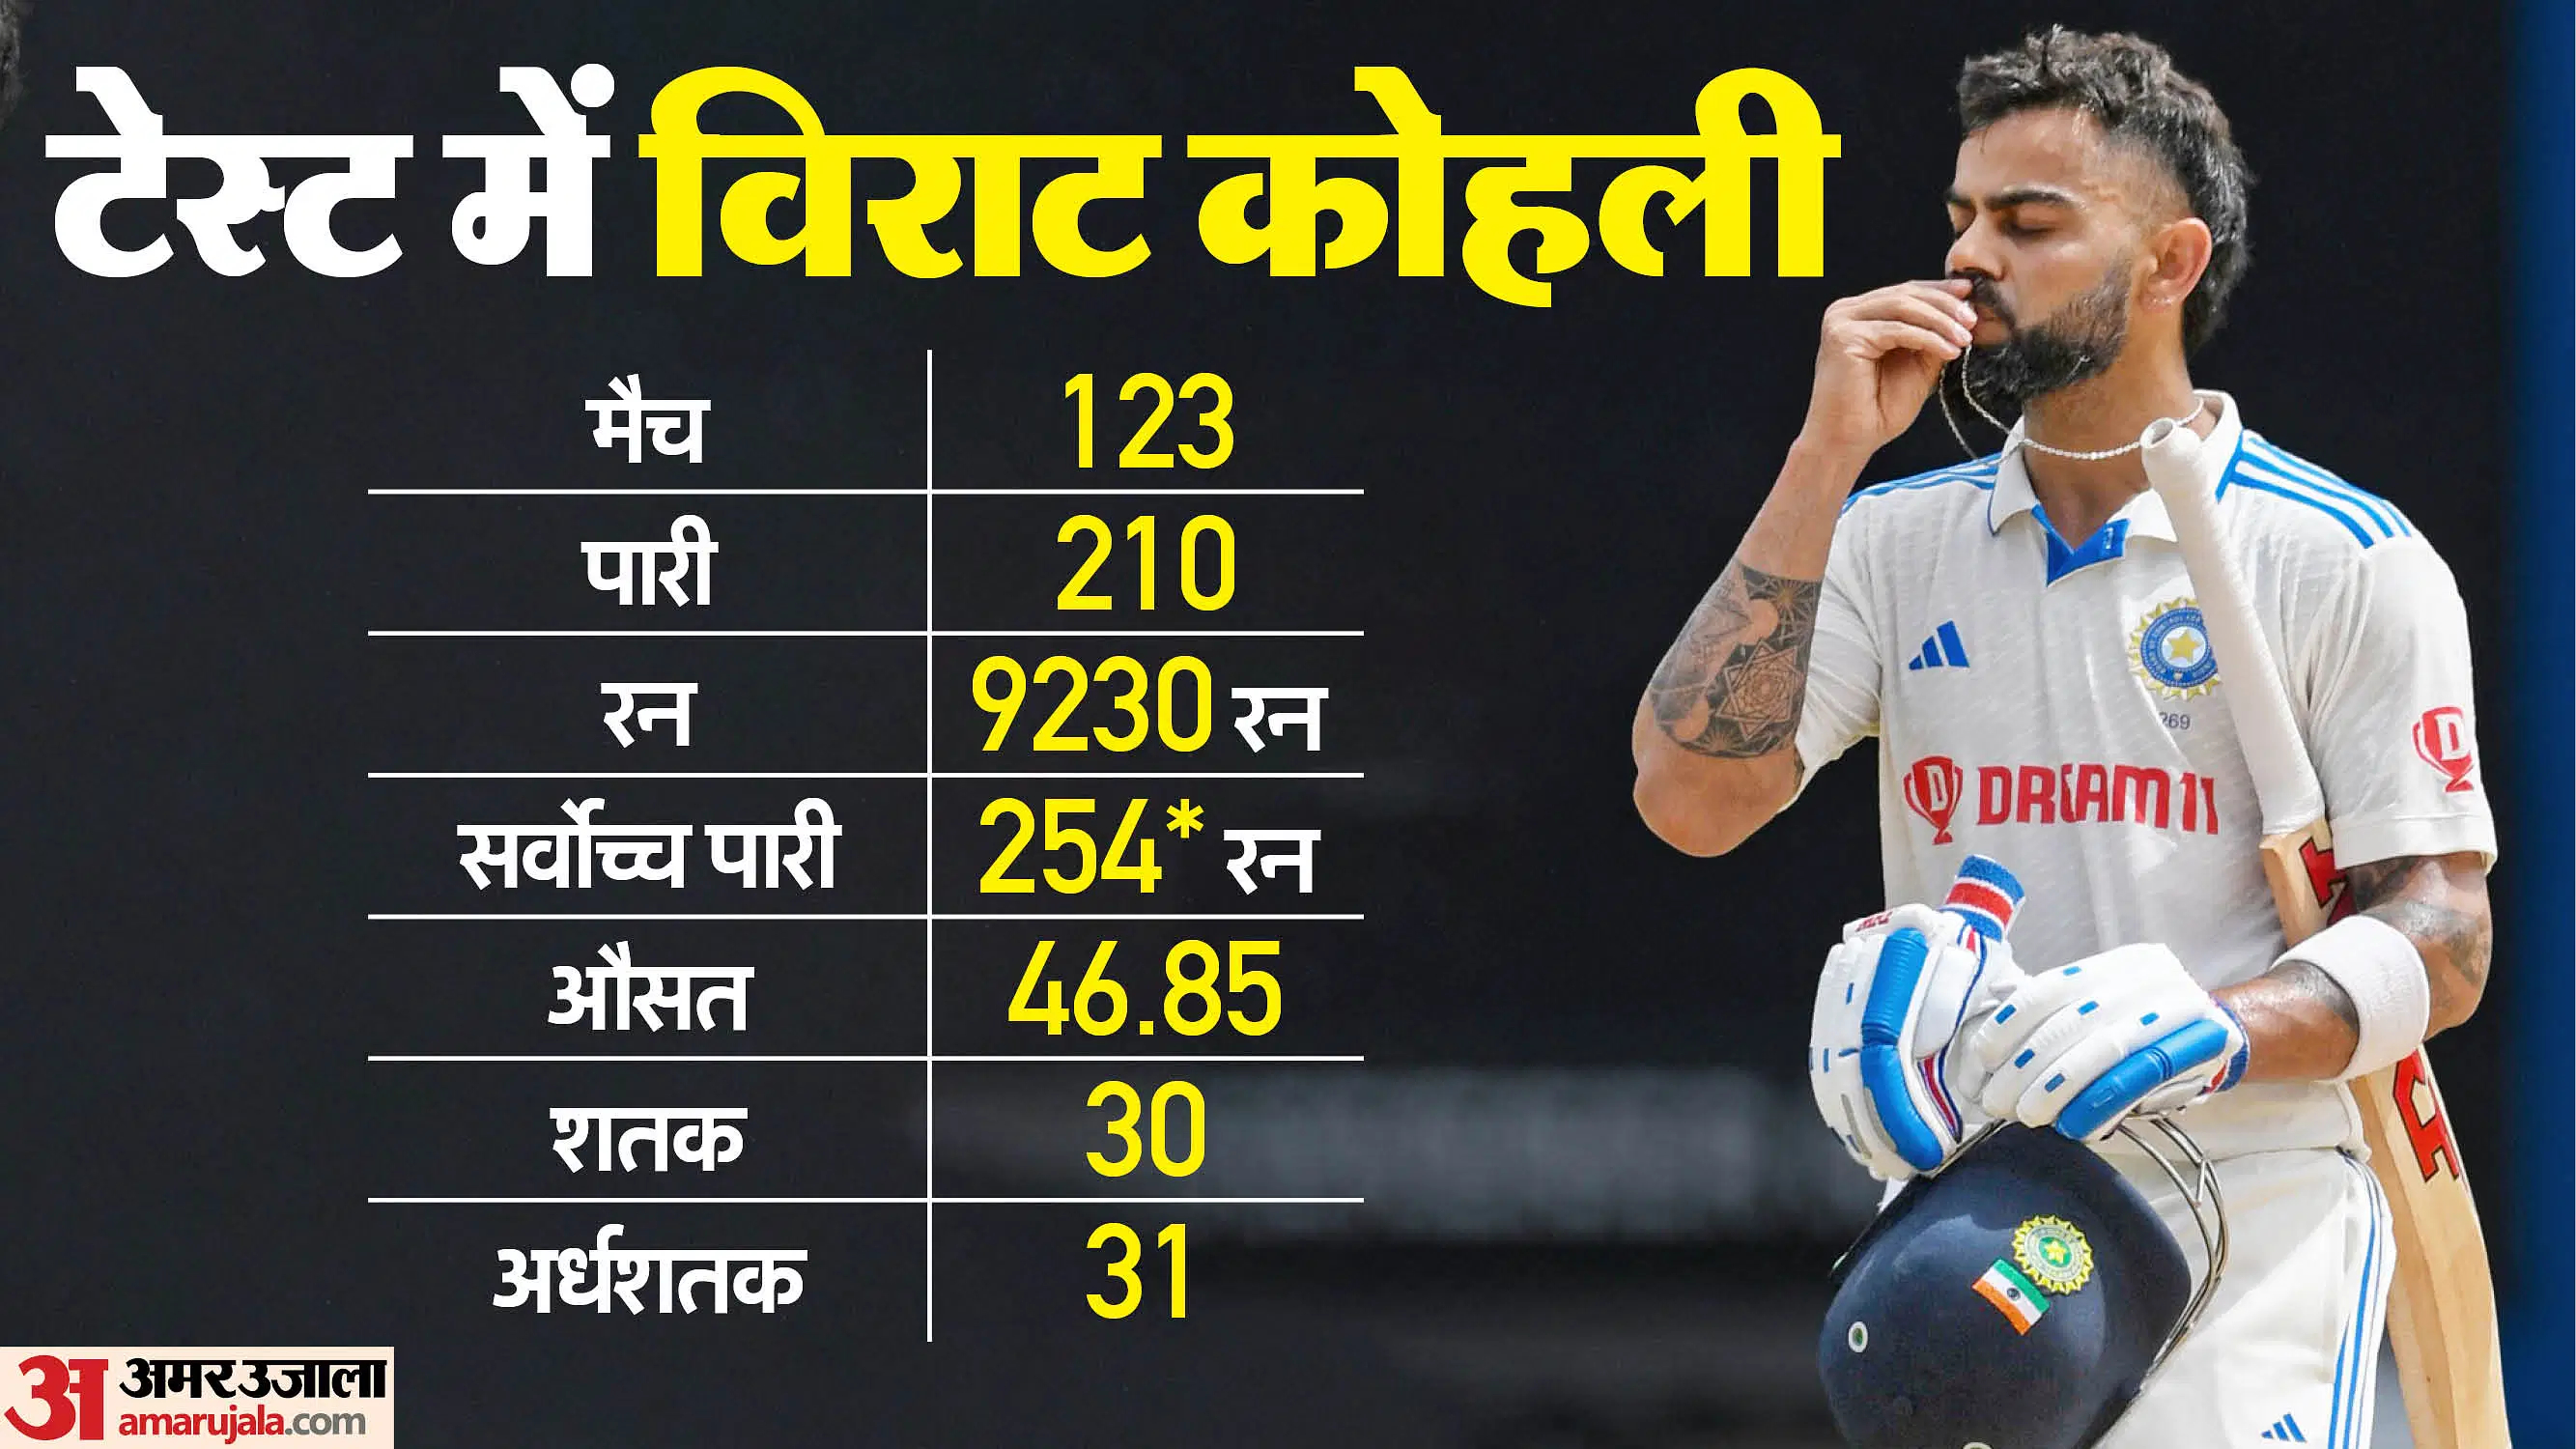 टेस्ट में विराट कोहली
मैच 123
पारी 210
रन 9230 रन
सर्वोच्च पारी 254* रन
औसत 46.85
शतक 30
अर्धशतक 31
269
DREAM11
D
अ अमर उजाला
amarujala.com